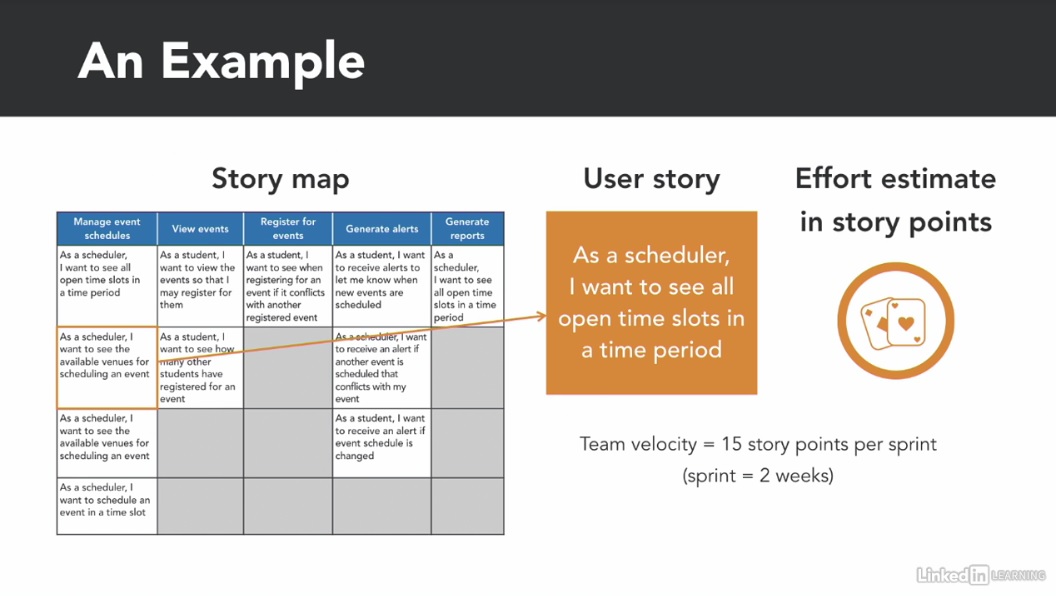 An Example
Story map
Manage event
schedules
View events
Register for
events
Generate alerts
Generate
reports
As a scheduler,
I want to see all
open time slots in
a time period
As a student, I
want to view the
events so that I
may register for
them
As a student, I
want to see when
registering for an
event if it conflicts
with another
registered event
As a student, I want
to receive alerts to
let me know when
new events are
scheduled
As a
scheduler,
I want to see
all open time
slots in a time
period
As a scheduler, I
want to see the
available venues for
scheduling an event
As a student, I
want to see how
many other
students have
registered for an
event
As a scheduler, I want
to receive an alert if
another event is
scheduled that
conflicts with my
event
As a scheduler, I
want to see the
available venues for
scheduling an event
As a student, I want
to receive an alert if
event schedule is
changed
As a scheduler, I
want to schedule an
event in a time slot
User story
As a scheduler,
I want to see all
open time slots in
a time period
Effort estimate
in story points
Team velocity = 15 story points per sprint
(sprint = 2 weeks)
Linked in LEARNING